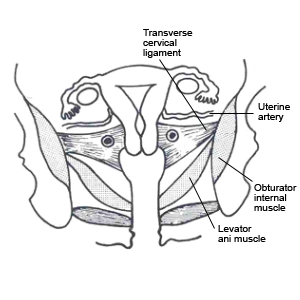 Transverse
cervical
ligament
Uterine
artery
Obturator
internal
muscle
Levator
ani muscle